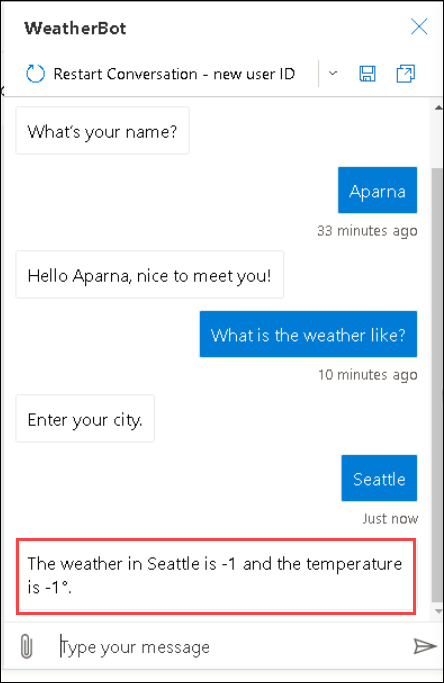 WeatherBot
Restart Conversation - new user ID
What's your name?
Aparna
33 minutes ago
Hello Aparna, nice to meet you!
What is the weather like?
10 minutes ago
Enter your city.
Seattle
Just now
The weather in Seattle is -1 and the temperature
is -1°.
Type your message